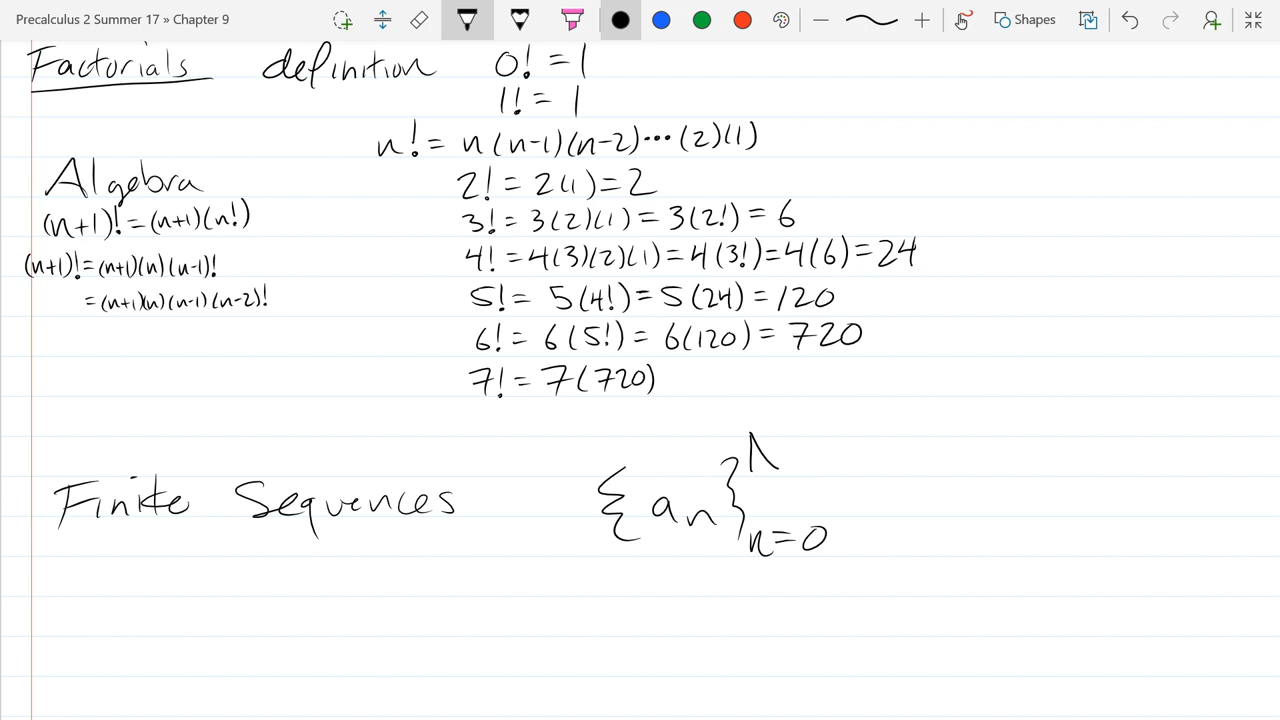 Precalculus 2 Summer 17 » Chapter 9
Shapes
Factorials definition 0! = 1
1! = 1
n! = n(n-1)(n-2)•••(2)(1)
Algebra
2! = 2(1) = 2
(n+1)! = (n+1)(n!)
3! = 3(2)(1) = 3(2!) = 6
(n+1)! = (n+1)(n)(n-1)!
4! = 4(3)(2)(1) = 4(3!) = 4(6) = 24
= (n+1)(n)(n-1)(n-2)!
5! = 5(4!) = 5(24) = 120
6! = 6(5!) = 6(120) = 720
7! = 7(720)
Finite Sequences {an} n=0